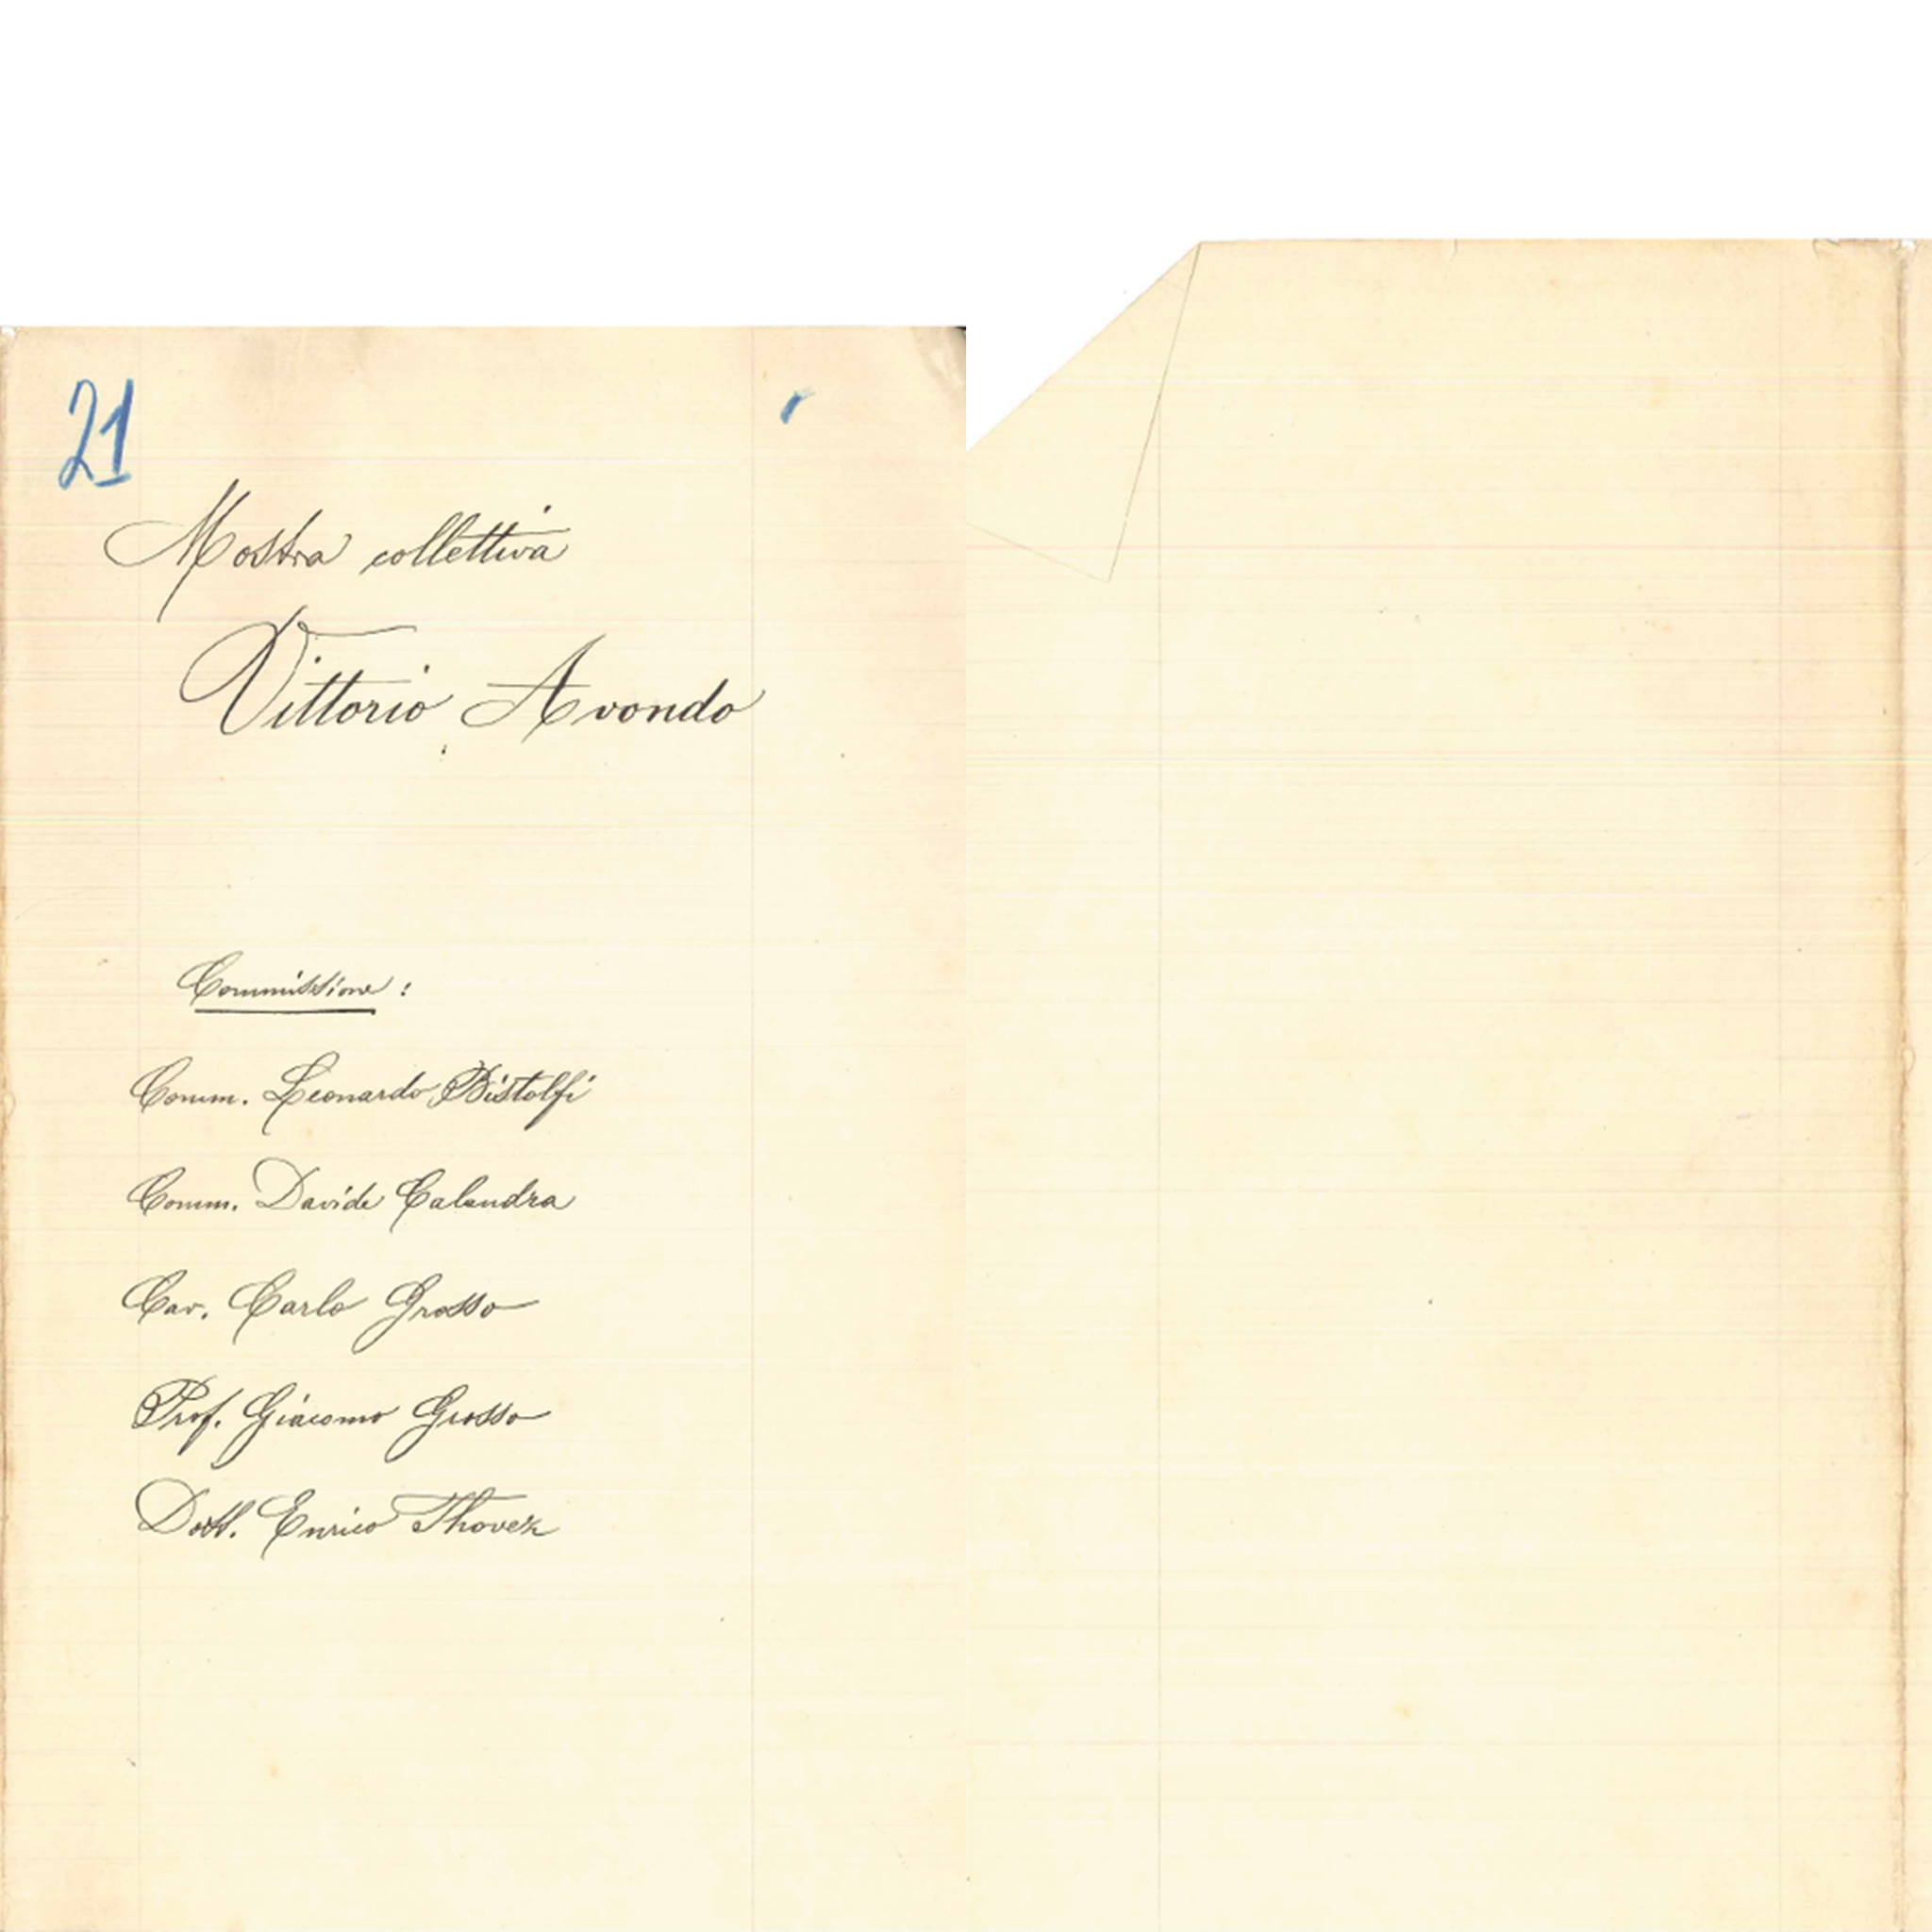 21
Mostra collettiva
Vittorio Avondo
Commissione :
Comm. Leonardo Bistolfi
Comm. Davide Calandra
Cav. Carlo Grosso
Prof. Giacomo Grosso
Dott. Enrico Thovez